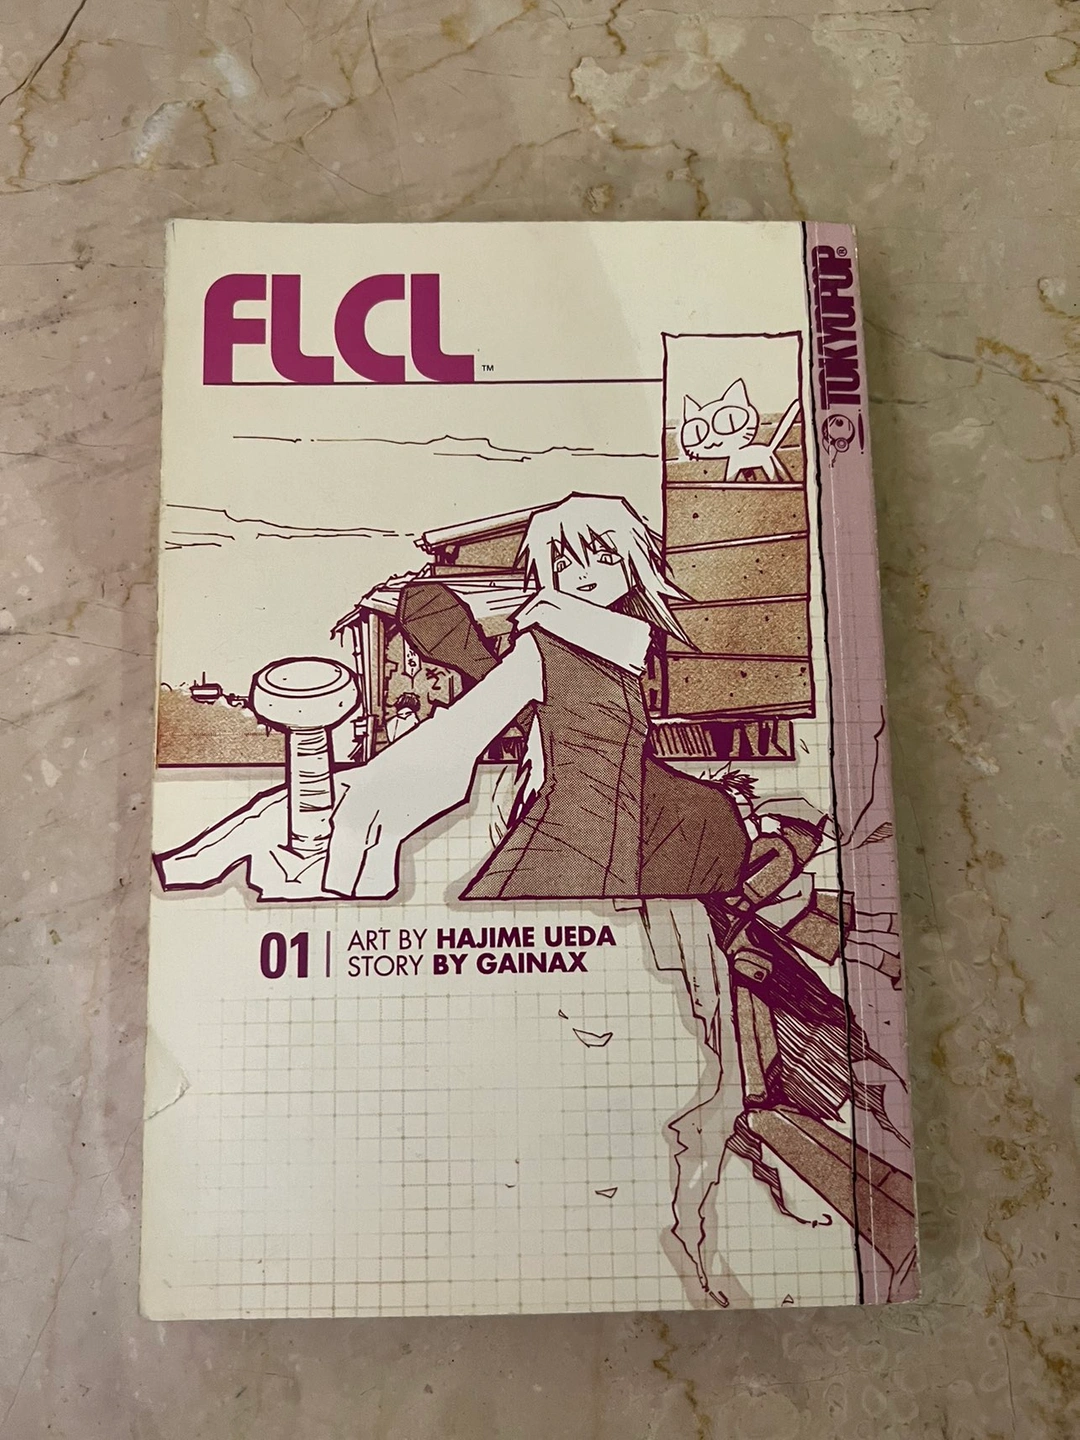 FLCL™
TOKYOPOP®
01
ART BY HAJIME UEDA
STORY BY GAINAX